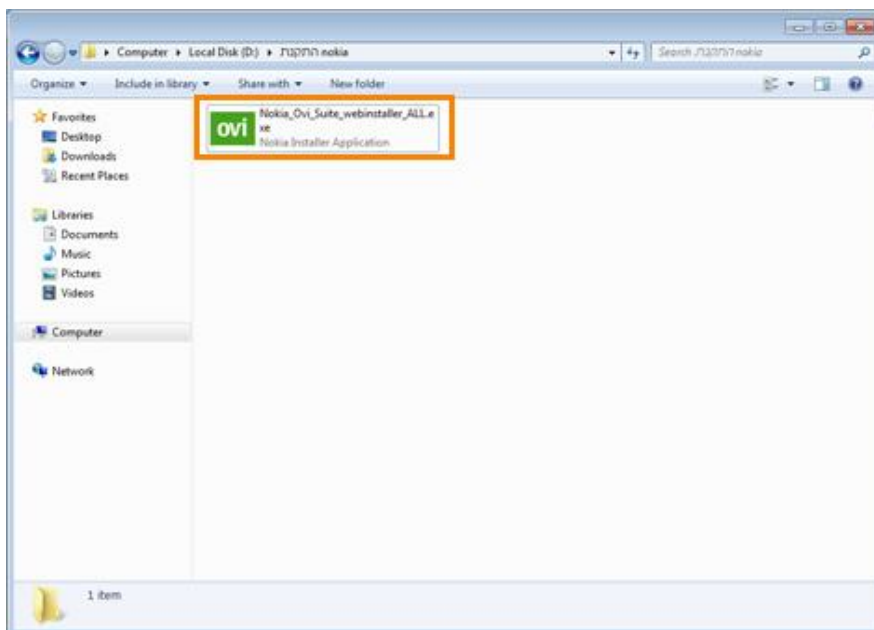 Computer ▸ Local Disk (D:) ▸ התקנת nokia
Search התקנת nokia
Organize Include in library Share with New folder
Favorites
Desktop
Downloads
Recent Places
Libraries
Documents
Music
Pictures
Videos
Computer
Network
ovi
Nokia_Ovi_Suite_webinstaller_ALL.e
xe
Nokia Installer Application
1 item